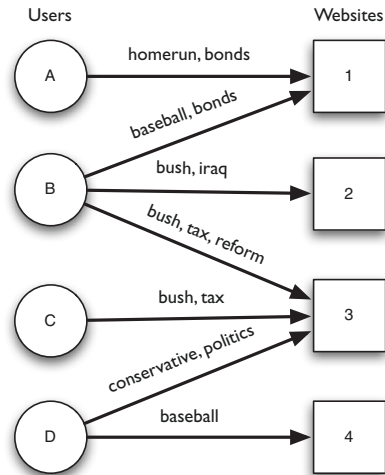 Users Websites
A homerun, bonds 1
baseball, bonds
B bush, iraq 2
bush, tax, reform
C bush, tax 3
conservative, politics
D baseball 4